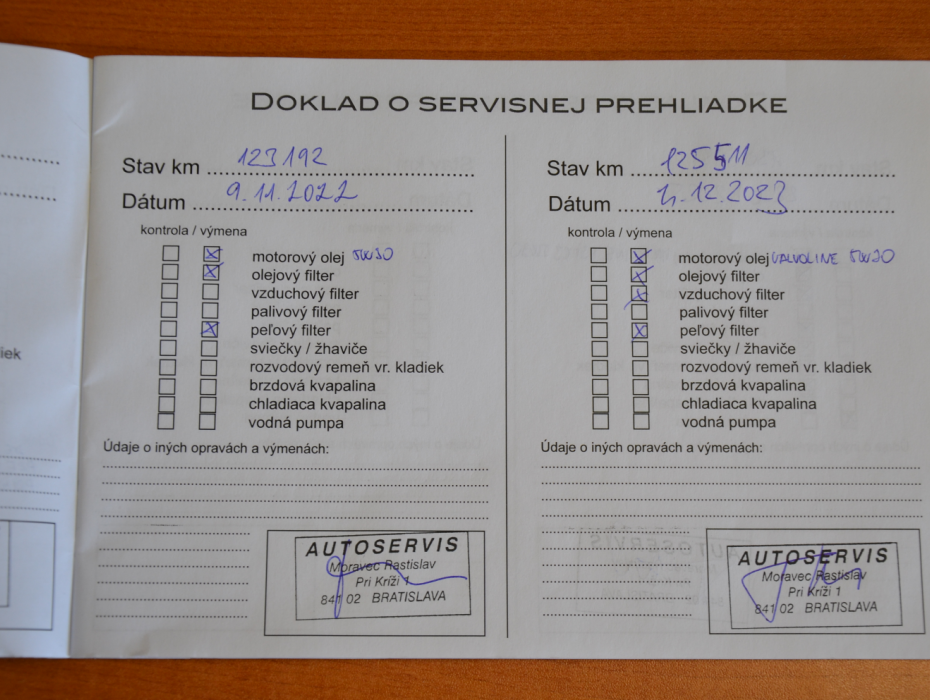 DOKLAD O SERVISNEJ PREHLIADKE
Stav km 123192
Dátum 9.11.2022
kontrola / výmena
motorový olej 5W30
olejový filter
vzduchový filter
palivový filter
peľový filter
sviečky / žhaviče
rozvodový remeň vr. kladiek
brzdová kvapalina
chladiaca kvapalina
vodná pumpa
Údaje o iných opravách a výmenách:
AUTOSERVIS
Moravec Rastislav
Pri Kríži 1
841 02 BRATISLAVA
Stav km 125511
Dátum 12.2023
kontrola / výmena
motorový olej VALVOLINE 5W30
olejový filter
vzduchový filter
palivový filter
peľový filter
sviečky / žhaviče
rozvodový remeň vr. kladiek
brzdová kvapalina
chladiaca kvapalina
vodná pumpa
Údaje o iných opravách a výmenách:
AUTOSERVIS
Moravec Rastislav
Pri Kríži 1
841 02 BRATISLAVA
iek